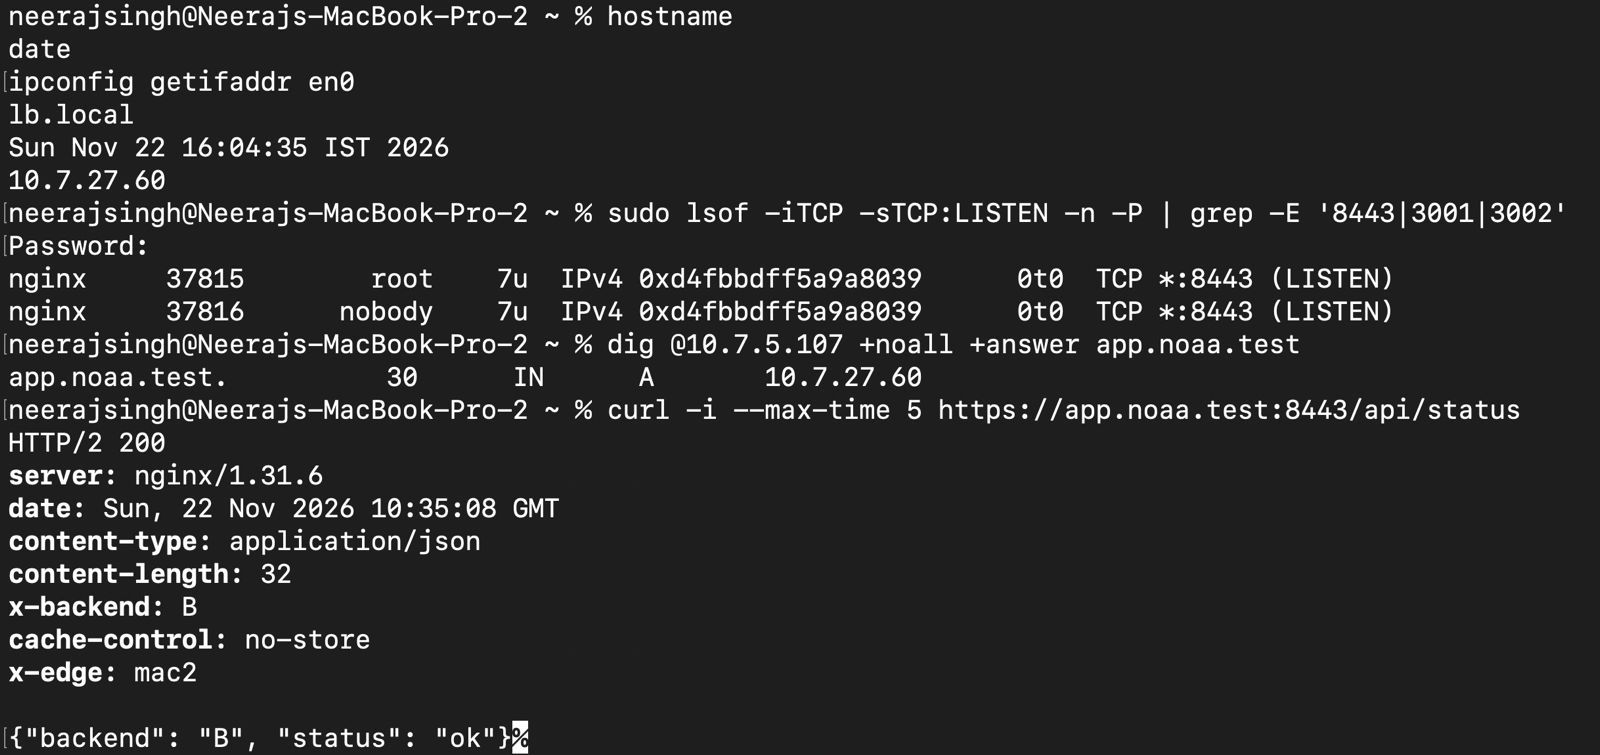 neerajsingh@Neerajs-MacBook-Pro-2 ~ % hostname
date
[ipconfig getifaddr en0
lb.local
Sun Nov 22 16:04:35 IST 2026
10.7.27.60
[neerajsingh@Neerajs-MacBook-Pro-2 ~ % sudo lsof -iTCP -sTCP:LISTEN -n -P | grep -E '8443|3001|3002'
[Password:
nginx     37815        root    7u  IPv4 0xd4fbbdff5a9a8039      0t0  TCP *:8443 (LISTEN)
nginx     37816      nobody    7u  IPv4 0xd4fbbdff5a9a8039      0t0  TCP *:8443 (LISTEN)
[neerajsingh@Neerajs-MacBook-Pro-2 ~ % dig @10.7.5.107 +noall +answer app.noaa.test
app.noaa.test.          30      IN      A       10.7.27.60
[neerajsingh@Neerajs-MacBook-Pro-2 ~ % curl -i --max-time 5 https://app.noaa.test:8443/api/status
HTTP/2 200
server: nginx/1.31.6
date: Sun, 22 Nov 2026 10:35:08 GMT
content-type: application/json
content-length: 32
x-backend: B
cache-control: no-store
x-edge: mac2

[{"backend": "B", "status": "ok"}%